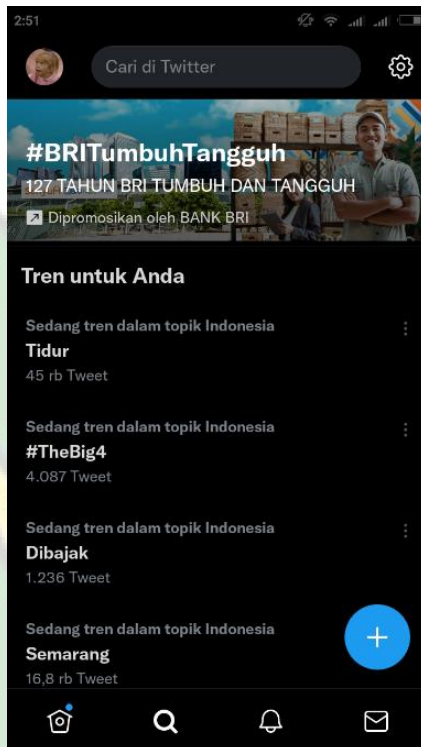 2:51
Cari di Twitter
#BRITumbuhTangguh
127 TAHUN BRI TUMBUH DAN TANGGUH
Dipromosikan oleh BANK BRI
Tren untuk Anda
Sedang tren dalam topik Indonesia
Tidur
45 rb Tweet
Sedang tren dalam topik Indonesia
#TheBig4
4.087 Tweet
Sedang tren dalam topik Indonesia
Dibajak
1.236 Tweet
Sedang tren dalam topik Indonesia
Semarang
16,8 rb Tweet